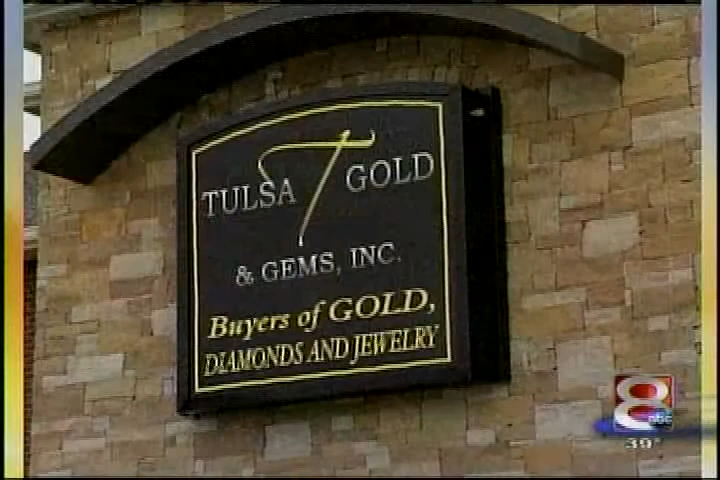 TULSA GOLD
& GEMS, INC.
Buyers of GOLD,
DIAMONDS AND JEWELRY
8
abc
39°